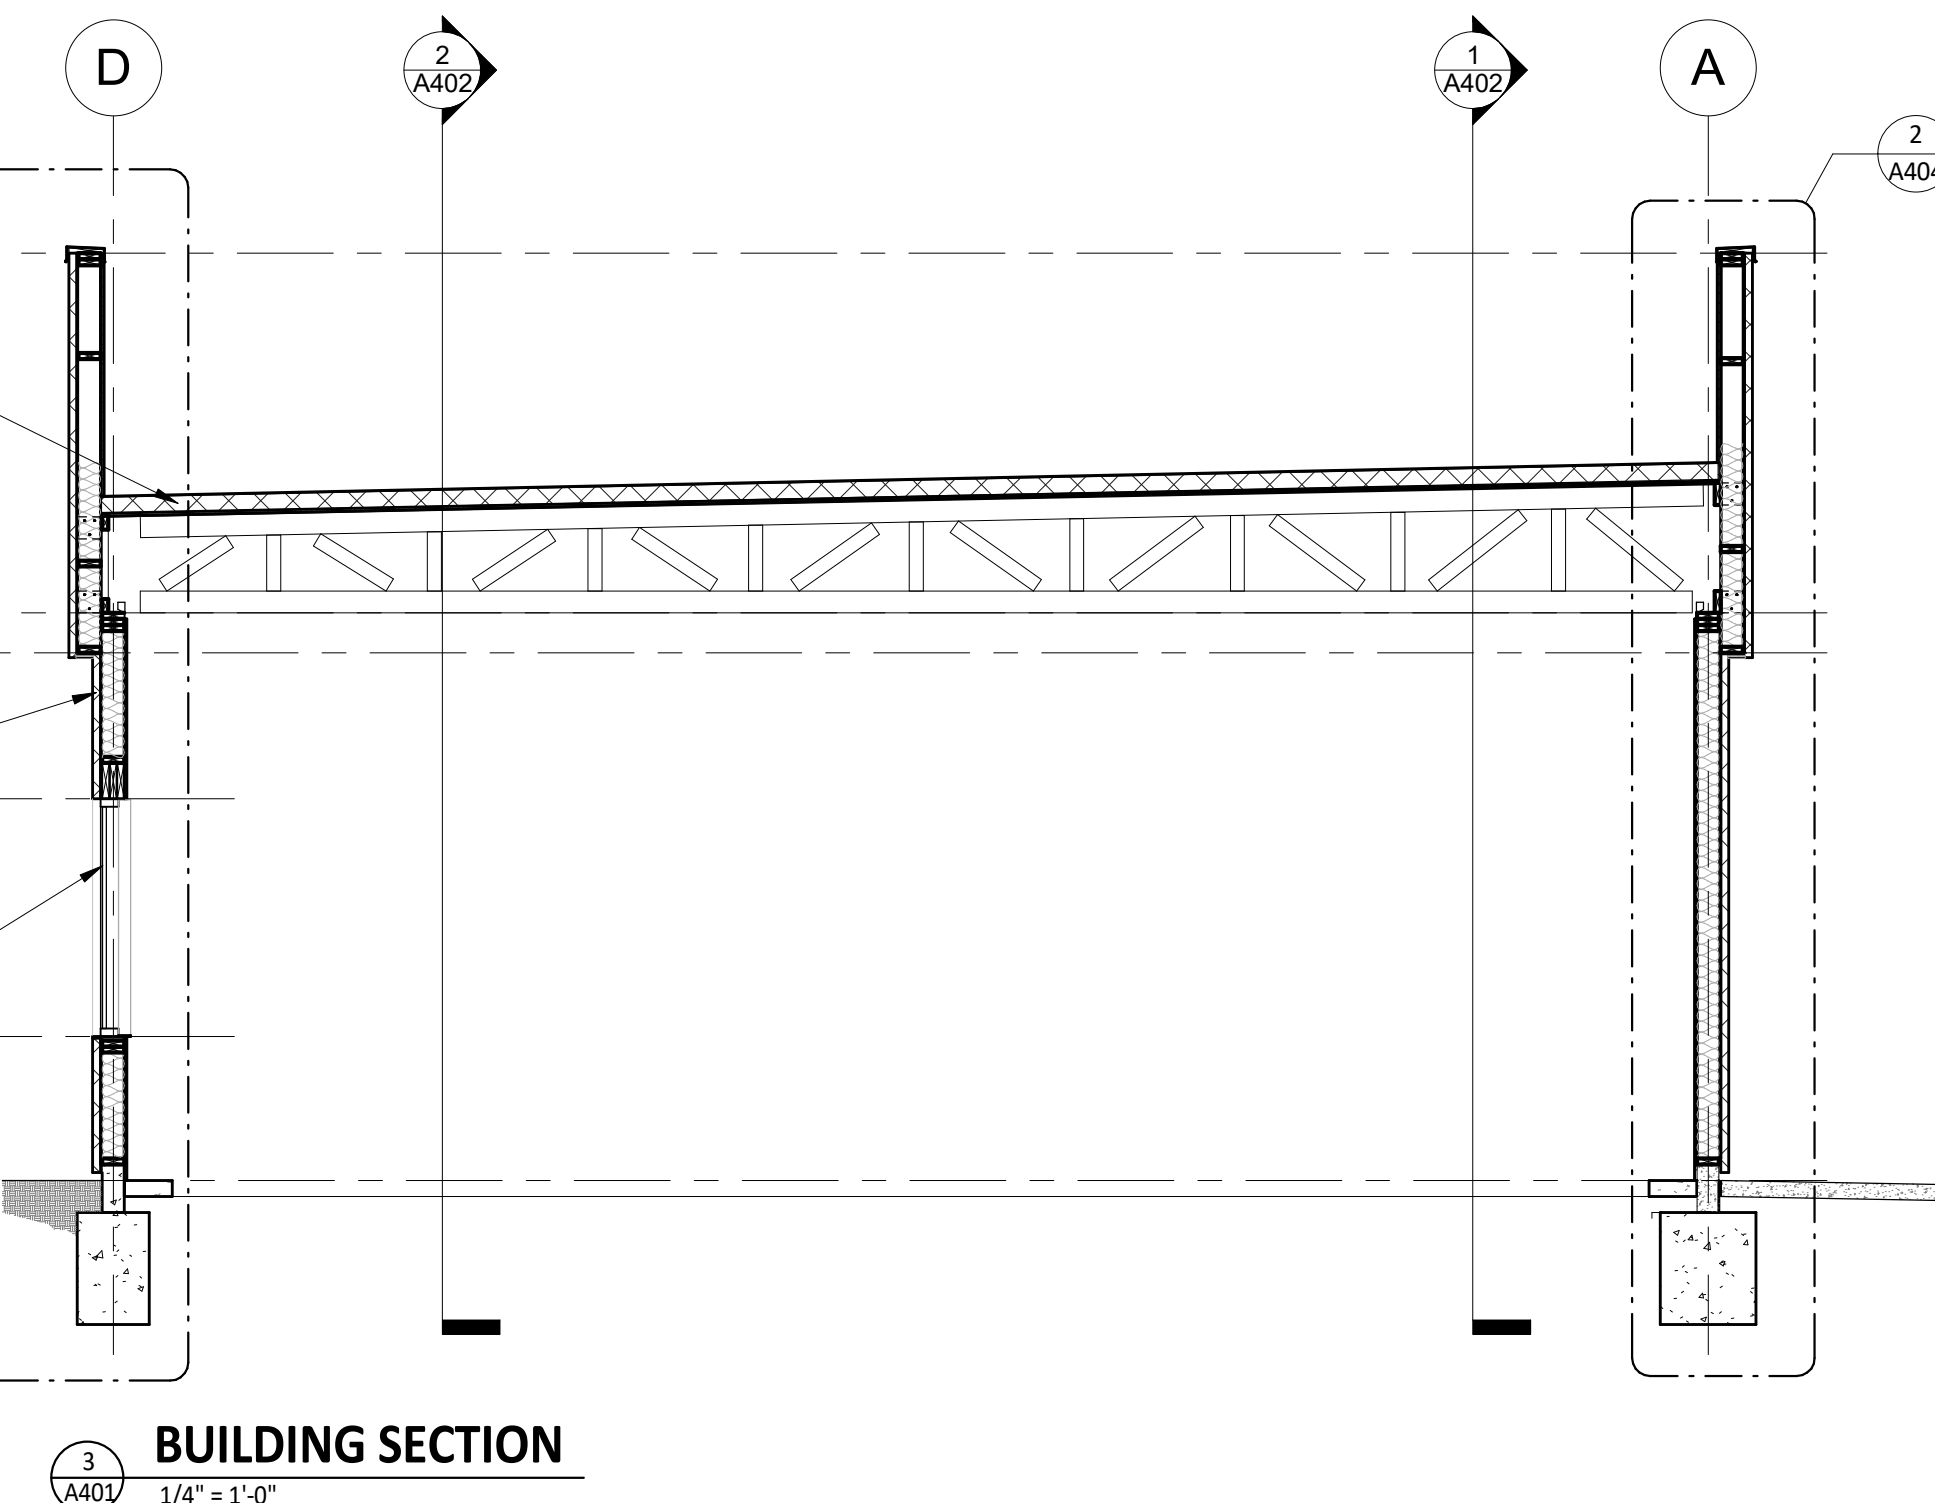 D
2
A402
1
A402
A
2
A404
3
A401
BUILDING SECTION
1/4" = 1'-0"